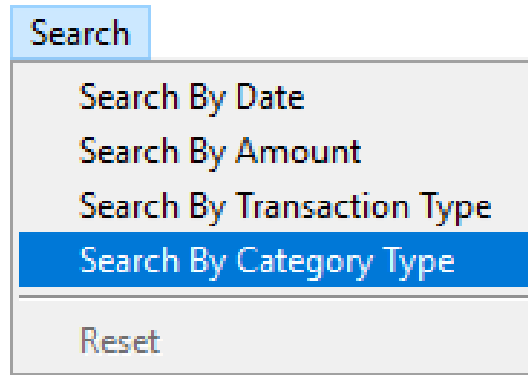 Search
Search By Date
Search By Amount
Search By Transaction Type
Search By Category Type
Reset